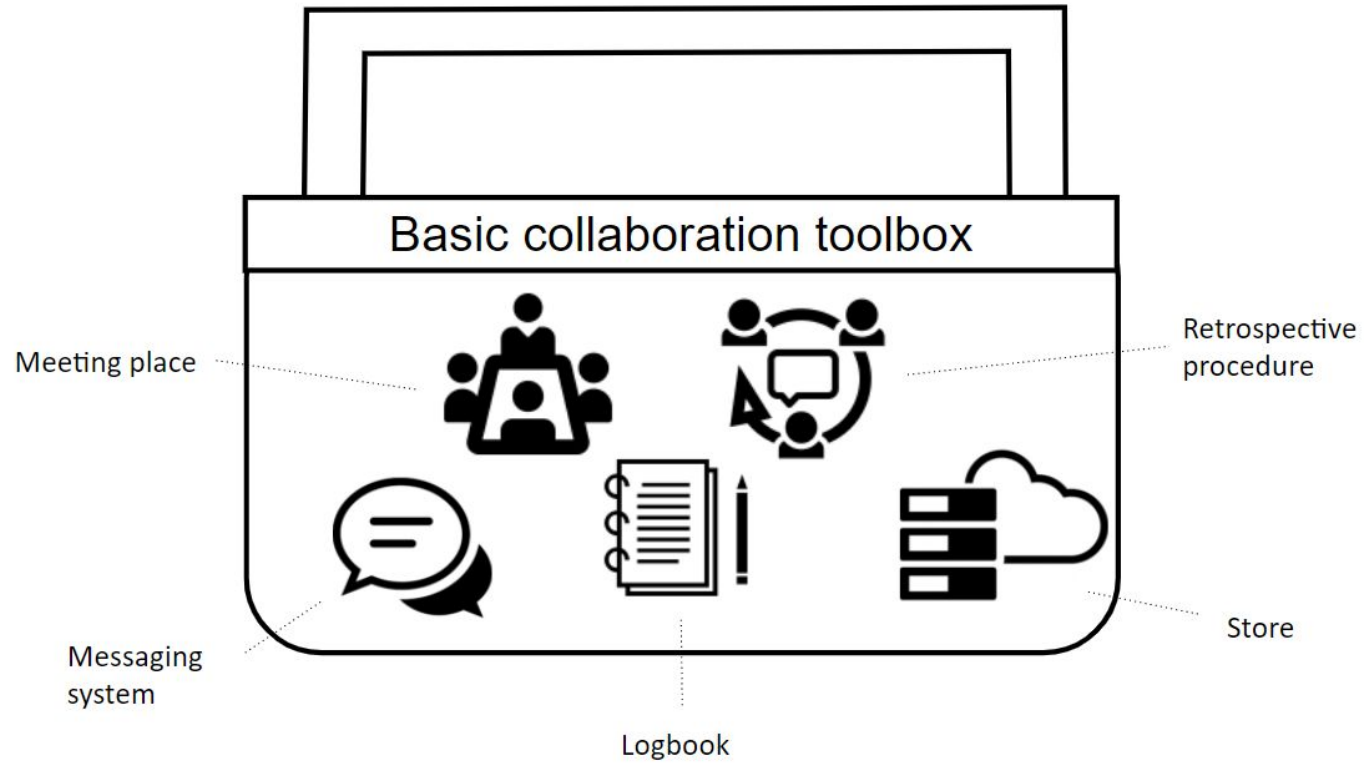 Basic collaboration toolbox
Meeting place
Retrospective
procedure
Messaging
system
Logbook
Store